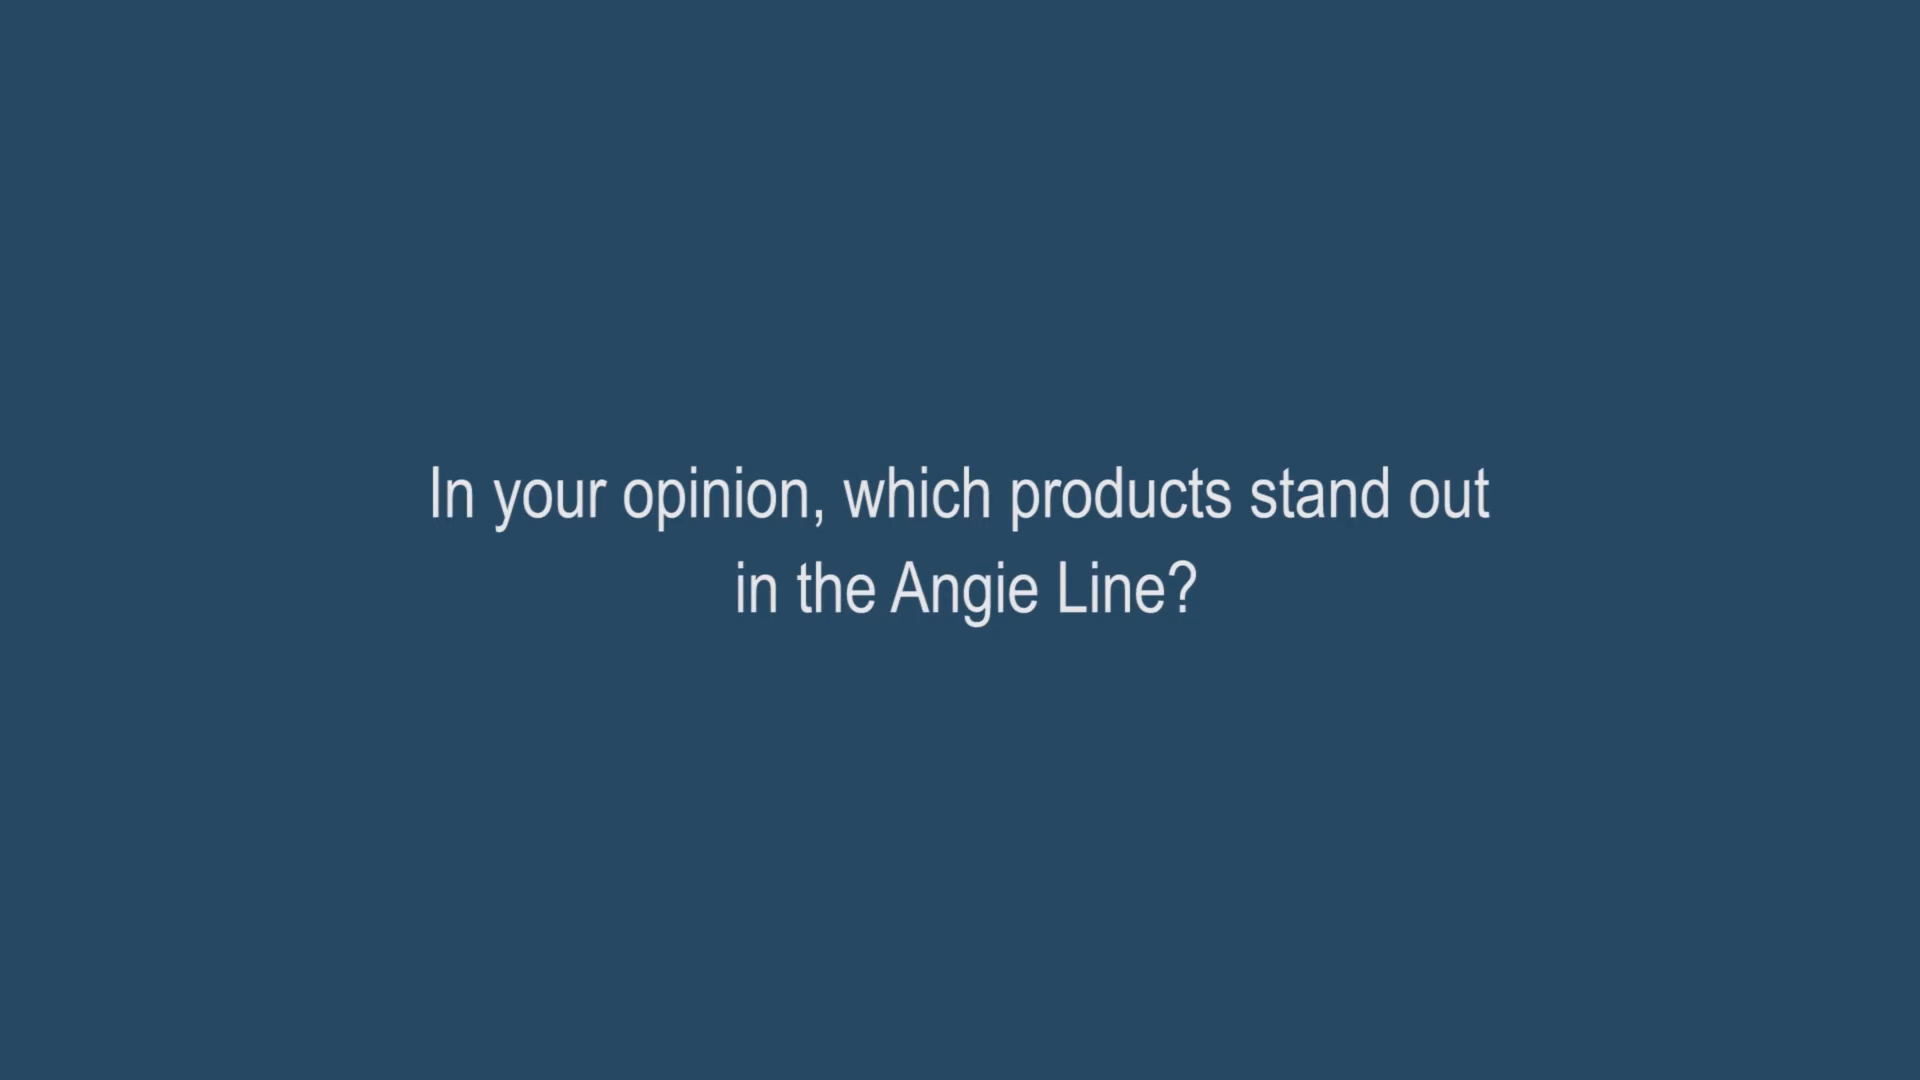 In your opinion, which products stand out
in the Angie Line?